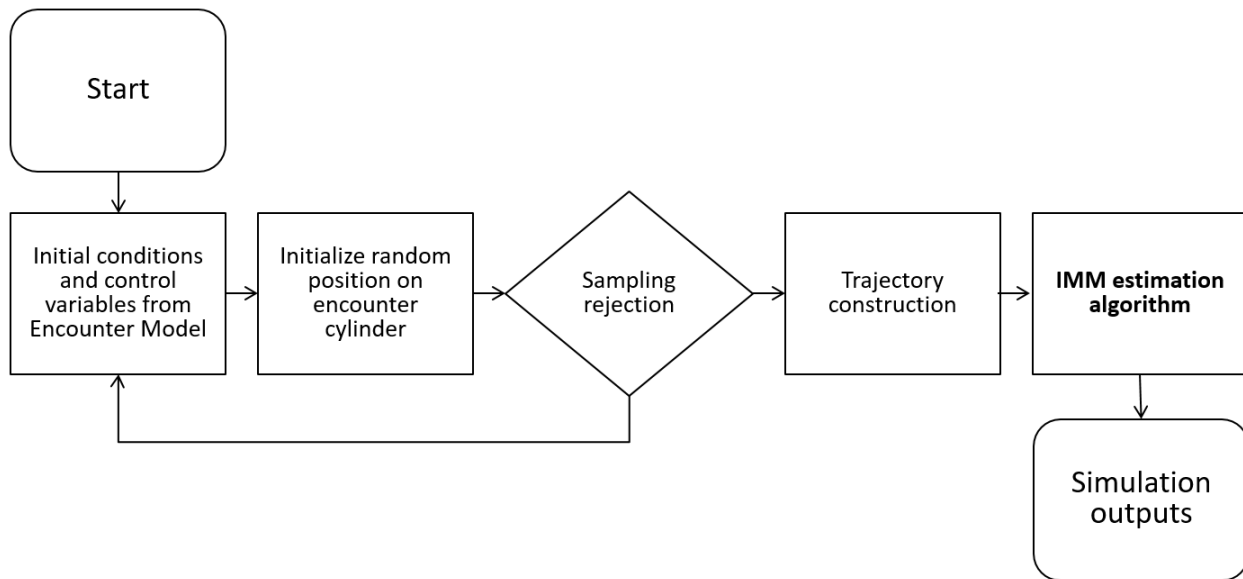 Start
Initial conditions
and control
variables from
Encounter Model
Initialize random
position on
encounter
cylinder
Sampling
rejection
Trajectory
construction
IMM estimation
algorithm
Simulation
outputs